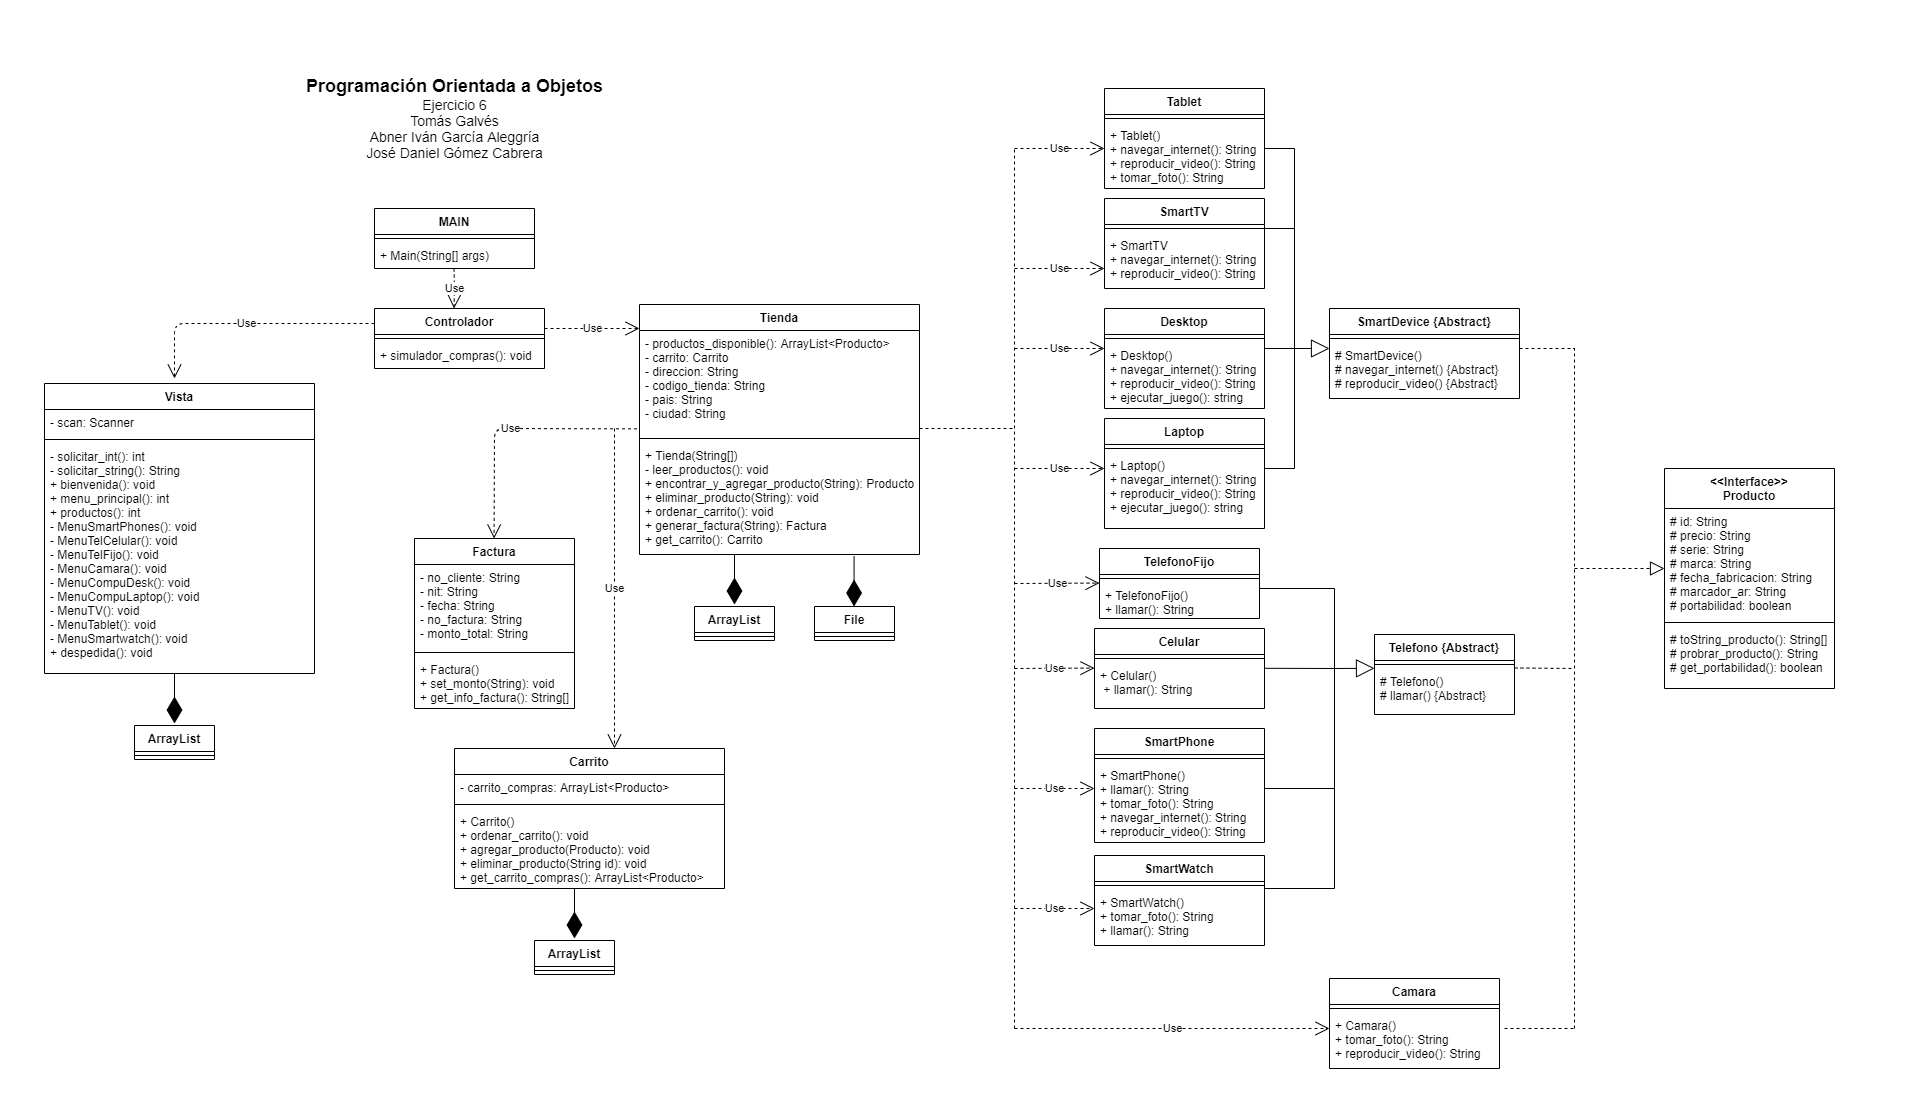 Programación Orientada a Objetos
Ejercicio 6
Tomás Galvés
Abner Iván García Aleggría
José Daniel Gómez Cabrera
MAIN
+ Main(String[] args)
Use
Controlador
+ simulador_compras(): void
Use
Use
Vista
- scan: Scanner
- solicitar_int(): int
- solicitar_string(): String
+ bienvenida(): void
+ menu_principal(): int
+ productos(): int
- MenuSmartPhones(): void
- MenuTelCelular(): void
- MenuTelFijo(): void
- MenuCamara(): void
- MenuCompuDesk(): void
- MenuCompuLaptop(): void
- MenuTV(): void
- MenuTablet(): void
- MenuSmartwatch(): void
+ despedida(): void
ArrayList
Tienda
- productos_disponible(): ArrayList<Producto>
- carrito: Carrito
- direccion: String
- codigo_tienda: String
- pais: String
- ciudad: String
+ Tienda(String[])
- leer_productos(): void
+ encontrar_y_agregar_producto(String): Producto
+ eliminar_producto(String): void
+ ordenar_carrito(): void
+ generar_factura(String): Factura
+ get_carrito(): Carrito
ArrayList
File
Use
Factura
- no_cliente: String
- nit: String
- fecha: String
- no_factura: String
- monto_total: String
+ Factura()
+ set_monto(String): void
+ get_info_factura(): String[]
Use
Carrito
- carrito_compras: ArrayList<Producto>
+ Carrito()
+ ordenar_carrito(): void
+ agregar_producto(Producto): void
+ eliminar_producto(String id): void
+ get_carrito_compras(): ArrayList<Producto>
ArrayList
Use
Tablet
+ Tablet()
+ navegar_internet(): String
+ reproducir_video(): String
+ tomar_foto(): String
Use
SmartTV
+ SmartTV
+ navegar_internet(): String
+ reproducir_video(): String
Use
Desktop
+ Desktop()
+ navegar_internet(): String
+ reproducir_video(): String
+ ejecutar_juego(): string
Use
Laptop
+ Laptop()
+ navegar_internet(): String
+ reproducir_video(): String
+ ejecutar_juego(): string
Use
TelefonoFijo
+ TelefonoFijo()
+ llamar(): String
Use
Celular
+ Celular()
+ llamar(): String
Use
SmartPhone
+ SmartPhone()
+ llamar(): String
+ tomar_foto(): String
+ navegar_internet(): String
+ reproducir_video(): String
Use
SmartWatch
+ SmartWatch()
+ tomar_foto(): String
+ llamar(): String
Use
Camara
+ Camara()
+ tomar_foto(): String
+ reproducir_video(): String
SmartDevice {Abstract}
# SmartDevice()
# navegar_internet() {Abstract}
# reproducir_video() {Abstract}
Telefono {Abstract}
# Telefono()
# llamar() {Abstract}
<<Interface>>
Producto
# id: String
# precio: String
# serie: String
# marca: String
# fecha_fabricacion: String
# marcador_ar: String
# portabilidad: boolean
# toString_producto(): String[]
# probrar_producto(): String
# get_portabilidad(): boolean